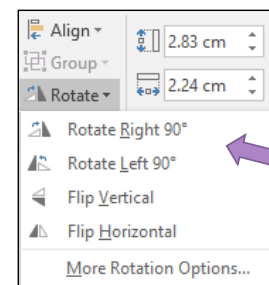 Align
2.83 cm
Group
2.24 cm
Rotate
Rotate Right 90°
Rotate Left 90°
Flip Vertical
Flip Horizontal
More Rotation Options...